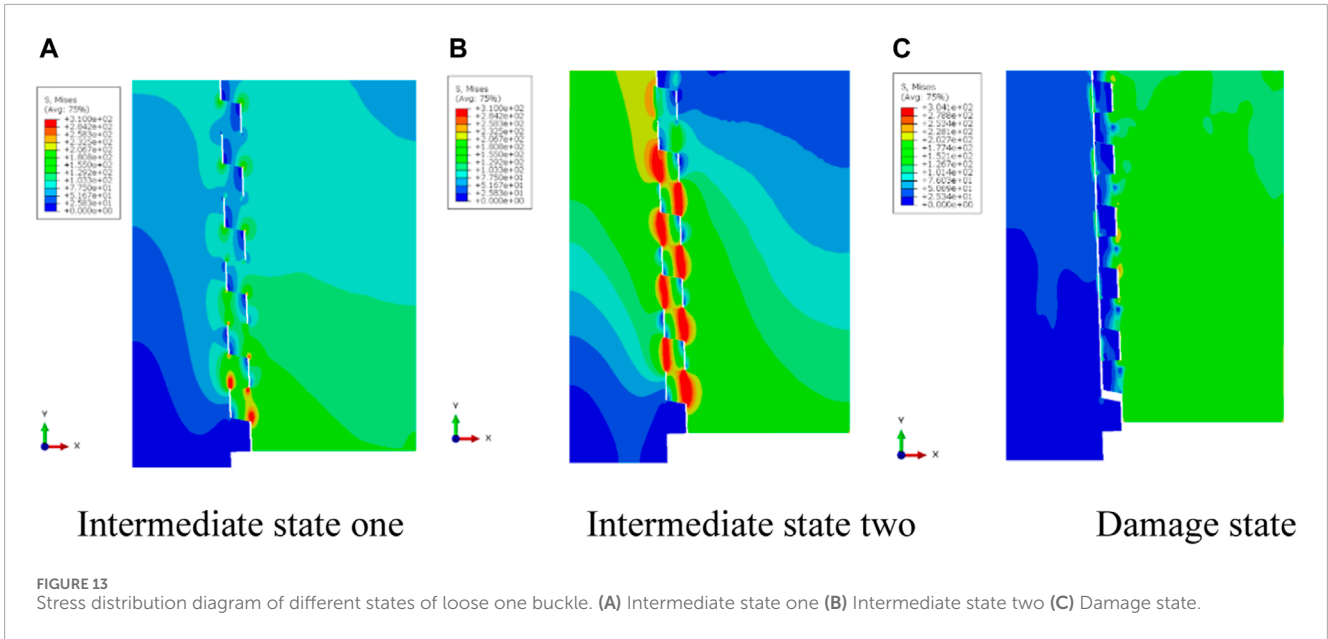 A
B
C
S, Mises
(Avg: 75%)
+3.100e+02
+2.842e+02
+2.583e+02
+2.325e+02
+2.067e+02
+1.808e+02
+1.550e+02
+1.292e+02
+1.033e+02
+7.750e+01
+5.167e+01
+2.583e+01
+0.000e+00
Y
X
S, Mises
(Avg: 75%)
+3.100e+02
+2.842e+02
+2.583e+02
+2.325e+02
+2.067e+02
+1.808e+02
+1.550e+02
+1.292e+02
+1.033e+02
+7.750e+01
+5.167e+01
+2.583e+01
+0.000e+00
Y
X
S, Mises
(Avg: 75%)
+3.041e+02
+2.788e+02
+2.534e+02
+2.281e+02
+2.027e+02
+1.774e+02
+1.521e+02
+1.267e+02
+1.014e+02
+7.603e+01
+5.069e+01
+2.534e+01
+0.000e+00
Y
X
Intermediate state one
Intermediate state two
Damage state
FIGURE 13
Stress distribution diagram of different states of loose one buckle. (A) Intermediate state one (B) Intermediate state two (C) Damage state.